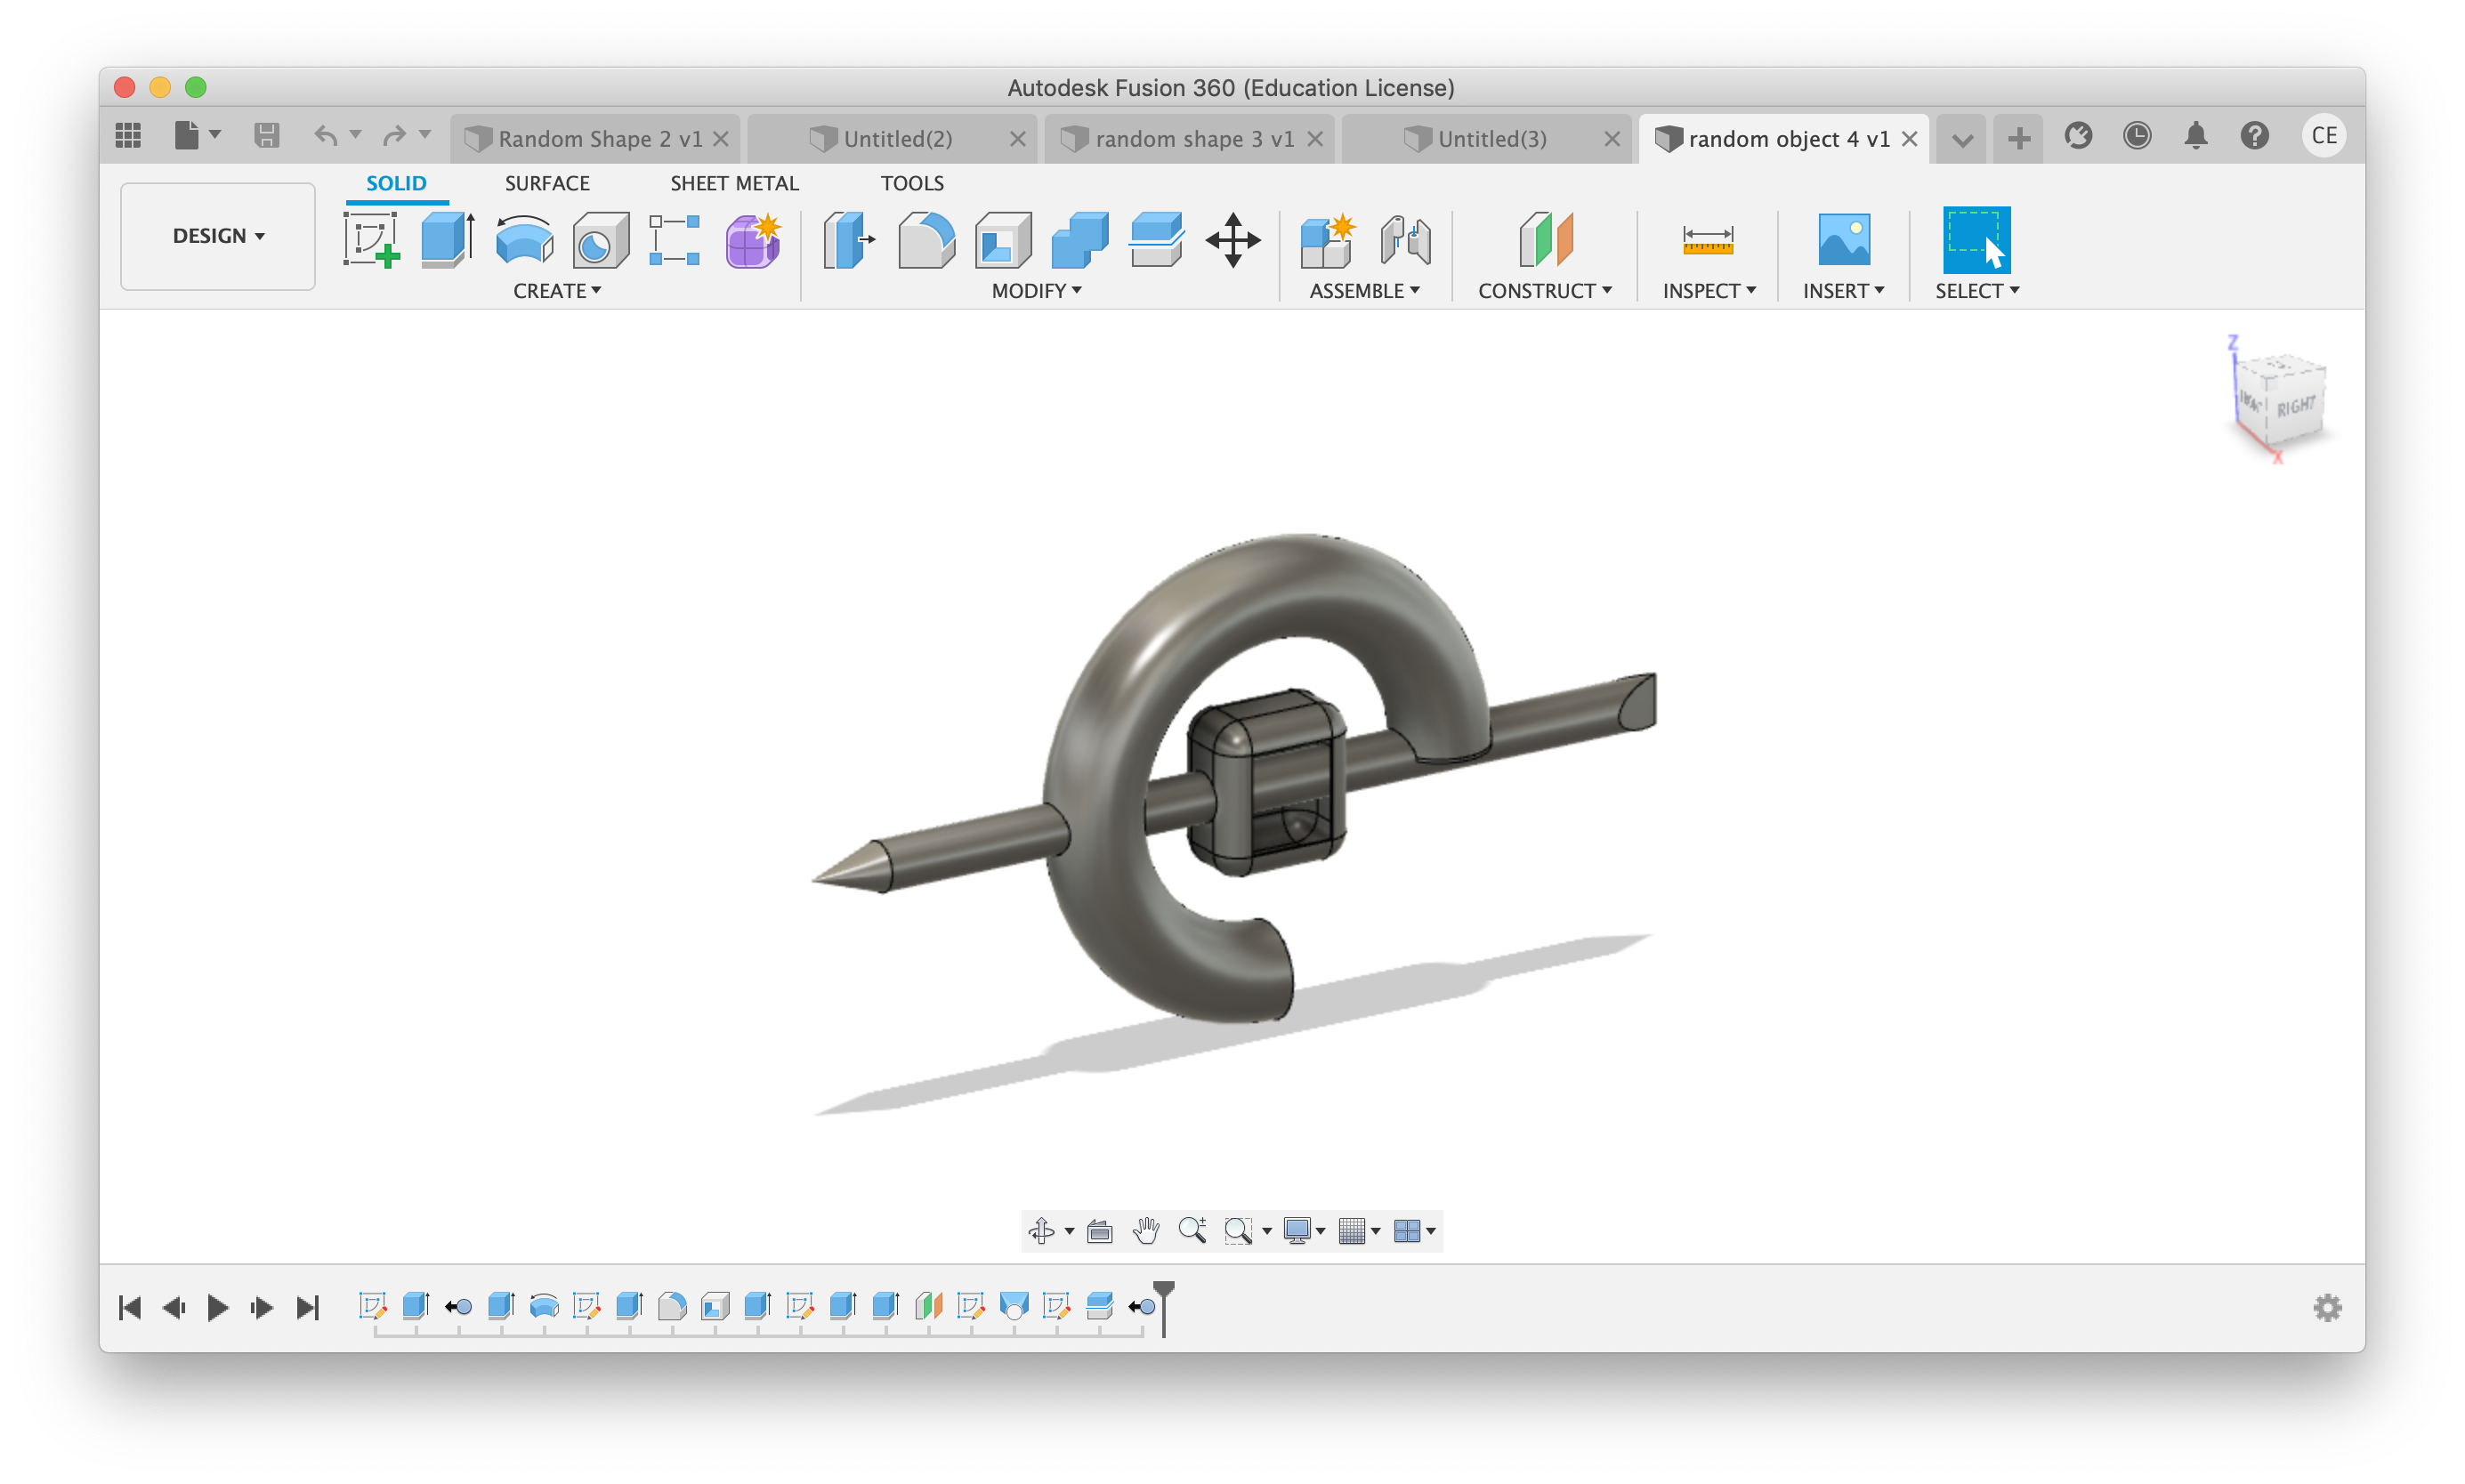 Autodesk Fusion 360 (Education License)
Random Shape 2 v1
Untitled(2)
random shape 3 v1
Untitled(3)
random object 4 v1
CE
DESIGN
SOLID
SURFACE
SHEET METAL
TOOLS
CREATE
MODIFY
ASSEMBLE
CONSTRUCT
INSPECT
INSERT
SELECT
Z
RIGHT
X